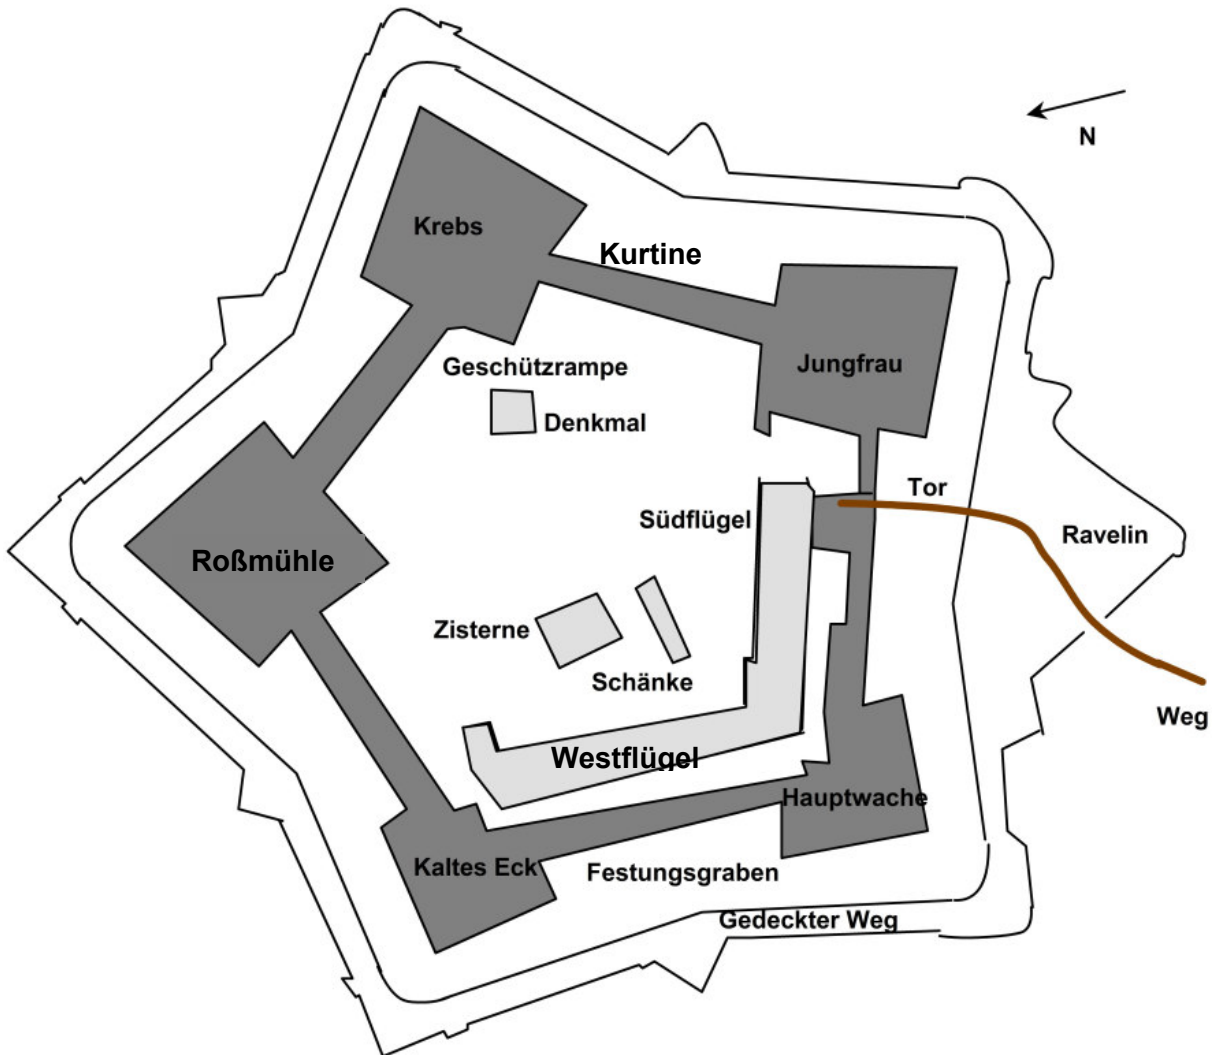 N
Krebs
Kurtine
Jungfrau
Geschützrampe
Denkmal
Tor
Südflügel
Ravelin
Roßmühle
Zisterne
Schänke
Weg
Westflügel
Hauptwache
Kaltes Eck
Festungsgraben
Gedeckter Weg